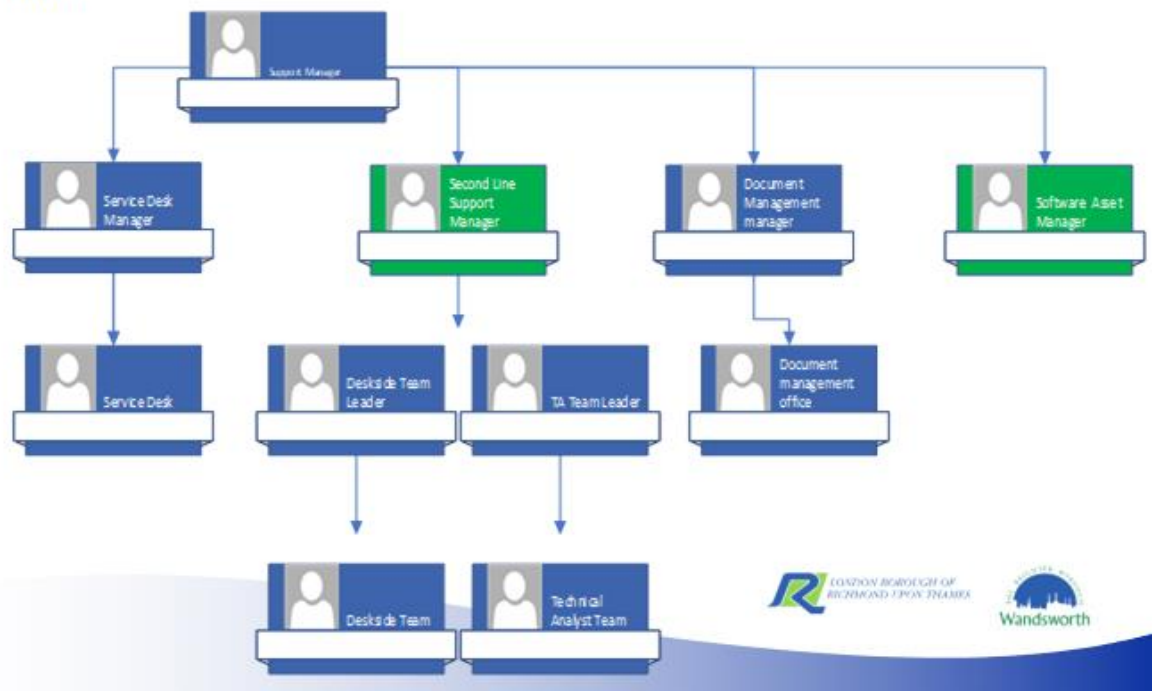 Support Manager
Service Desk
Manager
Second Line
Support
Manager
Document
Management
manager
Software Asset
Manager
Service Desk
Deskside Team
Leader
TA Team Leader
Document
management
office
Deskside Team
Technical
Analyst Team
LONDON BOROUGH OF
RICHMOND UPON THAMES
Wandsworth